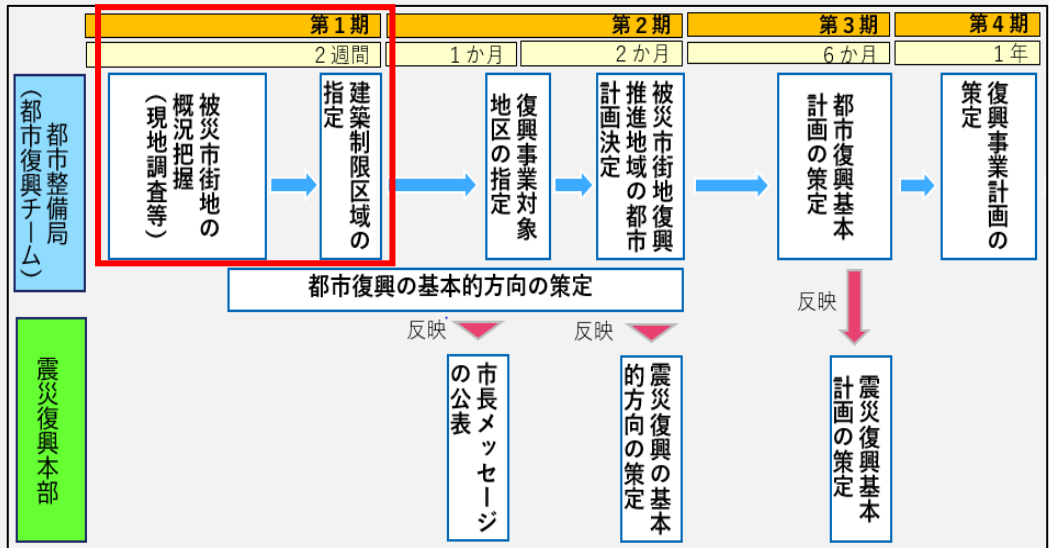 第1期
第2期
第3期
第4期
2週間
1か月
2か月
6か月
1年
都市整備局
（都市復興チーム）
被災市街地の
概況把握
（現地調査等）
建築制限区域の
指定
復興事業対象
地区の指定
被災市街地復興
推進地域の都市
計画決定
都市復興基本
計画の策定
復興事業計画の
策定
都市復興の基本的方向の策定
反映
反映
反映
震災復興本部
市長メッセージ
の公表
震災復興の基本
的方向の策定
震災復興基本
計画の策定